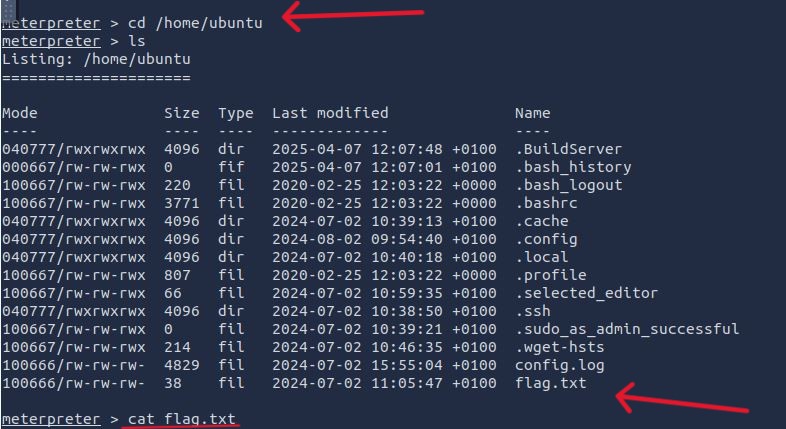 meterpreter > cd /home/ubuntu
meterpreter > ls
Listing: /home/ubuntu
=====================
Mode Size Type Last modified Name
---- ---- ---- ------------- ----
040777/rwxrwxrwx 4096 dir 2025-04-07 12:07:48 +0100 .BuildServer
000667/rw-rw-rwx 0 fif 2025-04-07 12:07:01 +0100 .bash_history
100667/rw-rw-rwx 220 fil 2020-02-25 12:03:22 +0000 .bash_logout
100667/rw-rw-rwx 3771 fil 2020-02-25 12:03:22 +0000 .bashrc
040777/rwxrwxrwx 4096 dir 2024-07-02 10:39:13 +0100 .cache
040777/rwxrwxrwx 4096 dir 2024-08-02 09:54:40 +0100 .config
040777/rwxrwxrwx 4096 dir 2024-07-02 10:40:18 +0100 .local
100667/rw-rw-rwx 807 fil 2020-02-25 12:03:22 +0000 .profile
100667/rw-rw-rwx 66 fil 2024-07-02 10:59:35 +0100 .selected_editor
040777/rwxrwxrwx 4096 dir 2024-07-02 10:38:50 +0100 .ssh
100667/rw-rw-rwx 0 fil 2024-07-02 10:39:21 +0100 .sudo_as_admin_successful
100667/rw-rw-rwx 214 fil 2024-07-02 10:46:35 +0100 .wget-hsts
100666/rw-rw-rw- 4829 fil 2024-07-02 15:55:04 +0100 config.log
100666/rw-rw-rw- 38 fil 2024-07-02 11:05:47 +0100 flag.txt
meterpreter > cat flag.txt